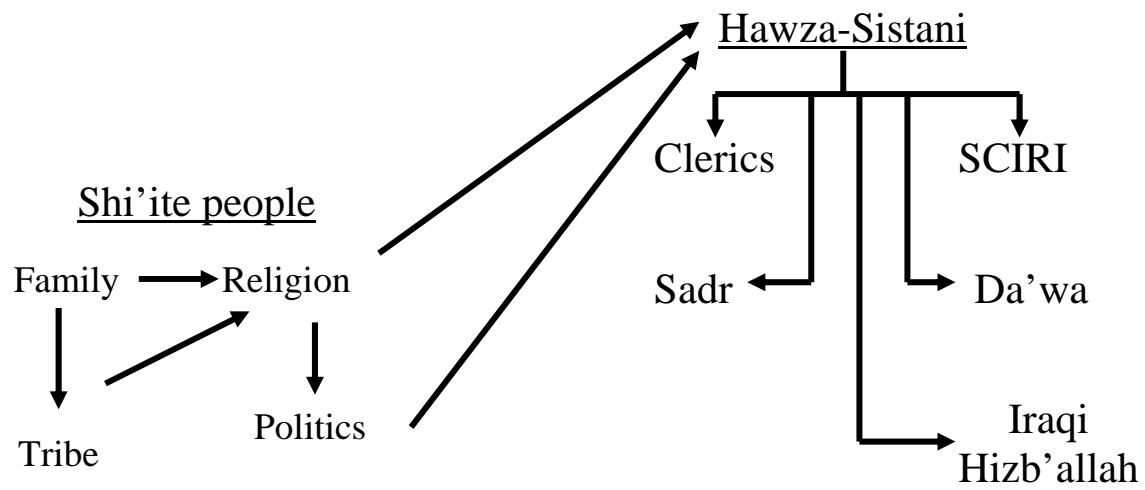 Hawza-Sistani
Clerics
SCIRI
Shi’ite people
Family
Religion
Sadr
Da’wa
Politics
Tribe
Iraqi
Hizb’allah